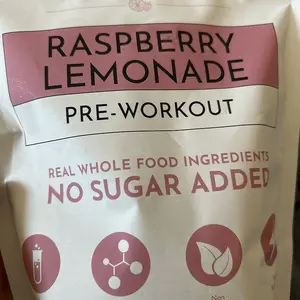 RASPBERRY
LEMONADE
PRE-WORKOUT
REAL WHOLE FOOD INGREDIENTS
NO SUGAR ADDED